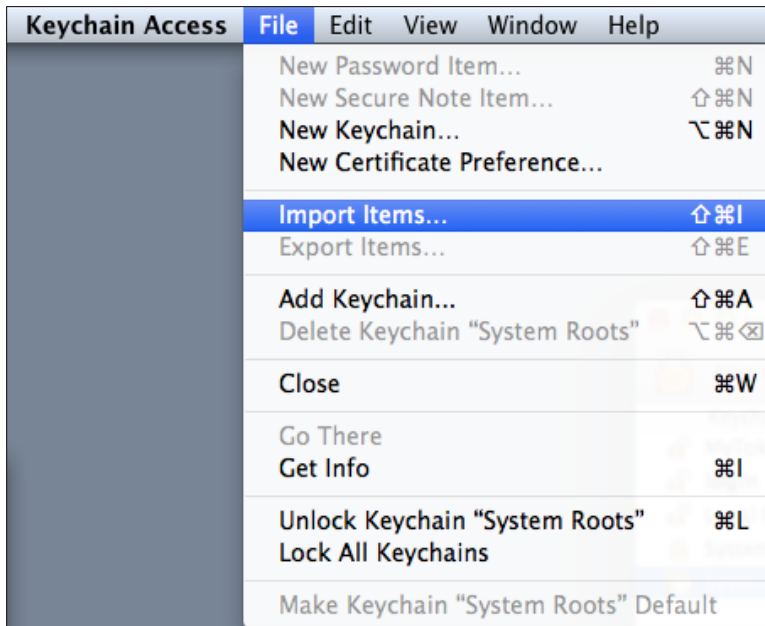 Keychain Access File Edit View Window Help
New Password Item... ⌘N
New Secure Note Item... ⇧⌘N
New Keychain... ⌥⌘N
New Certificate Preference...
Import Items... ⇧⌘I
Export Items... ⇧⌘E
Add Keychain... ⇧⌘A
Delete Keychain “System Roots” ⌥⌘⌫
Close ⌘W
Go There
Get Info ⌘I
Unlock Keychain “System Roots” ⌘L
Lock All Keychains
Make Keychain “System Roots” Default